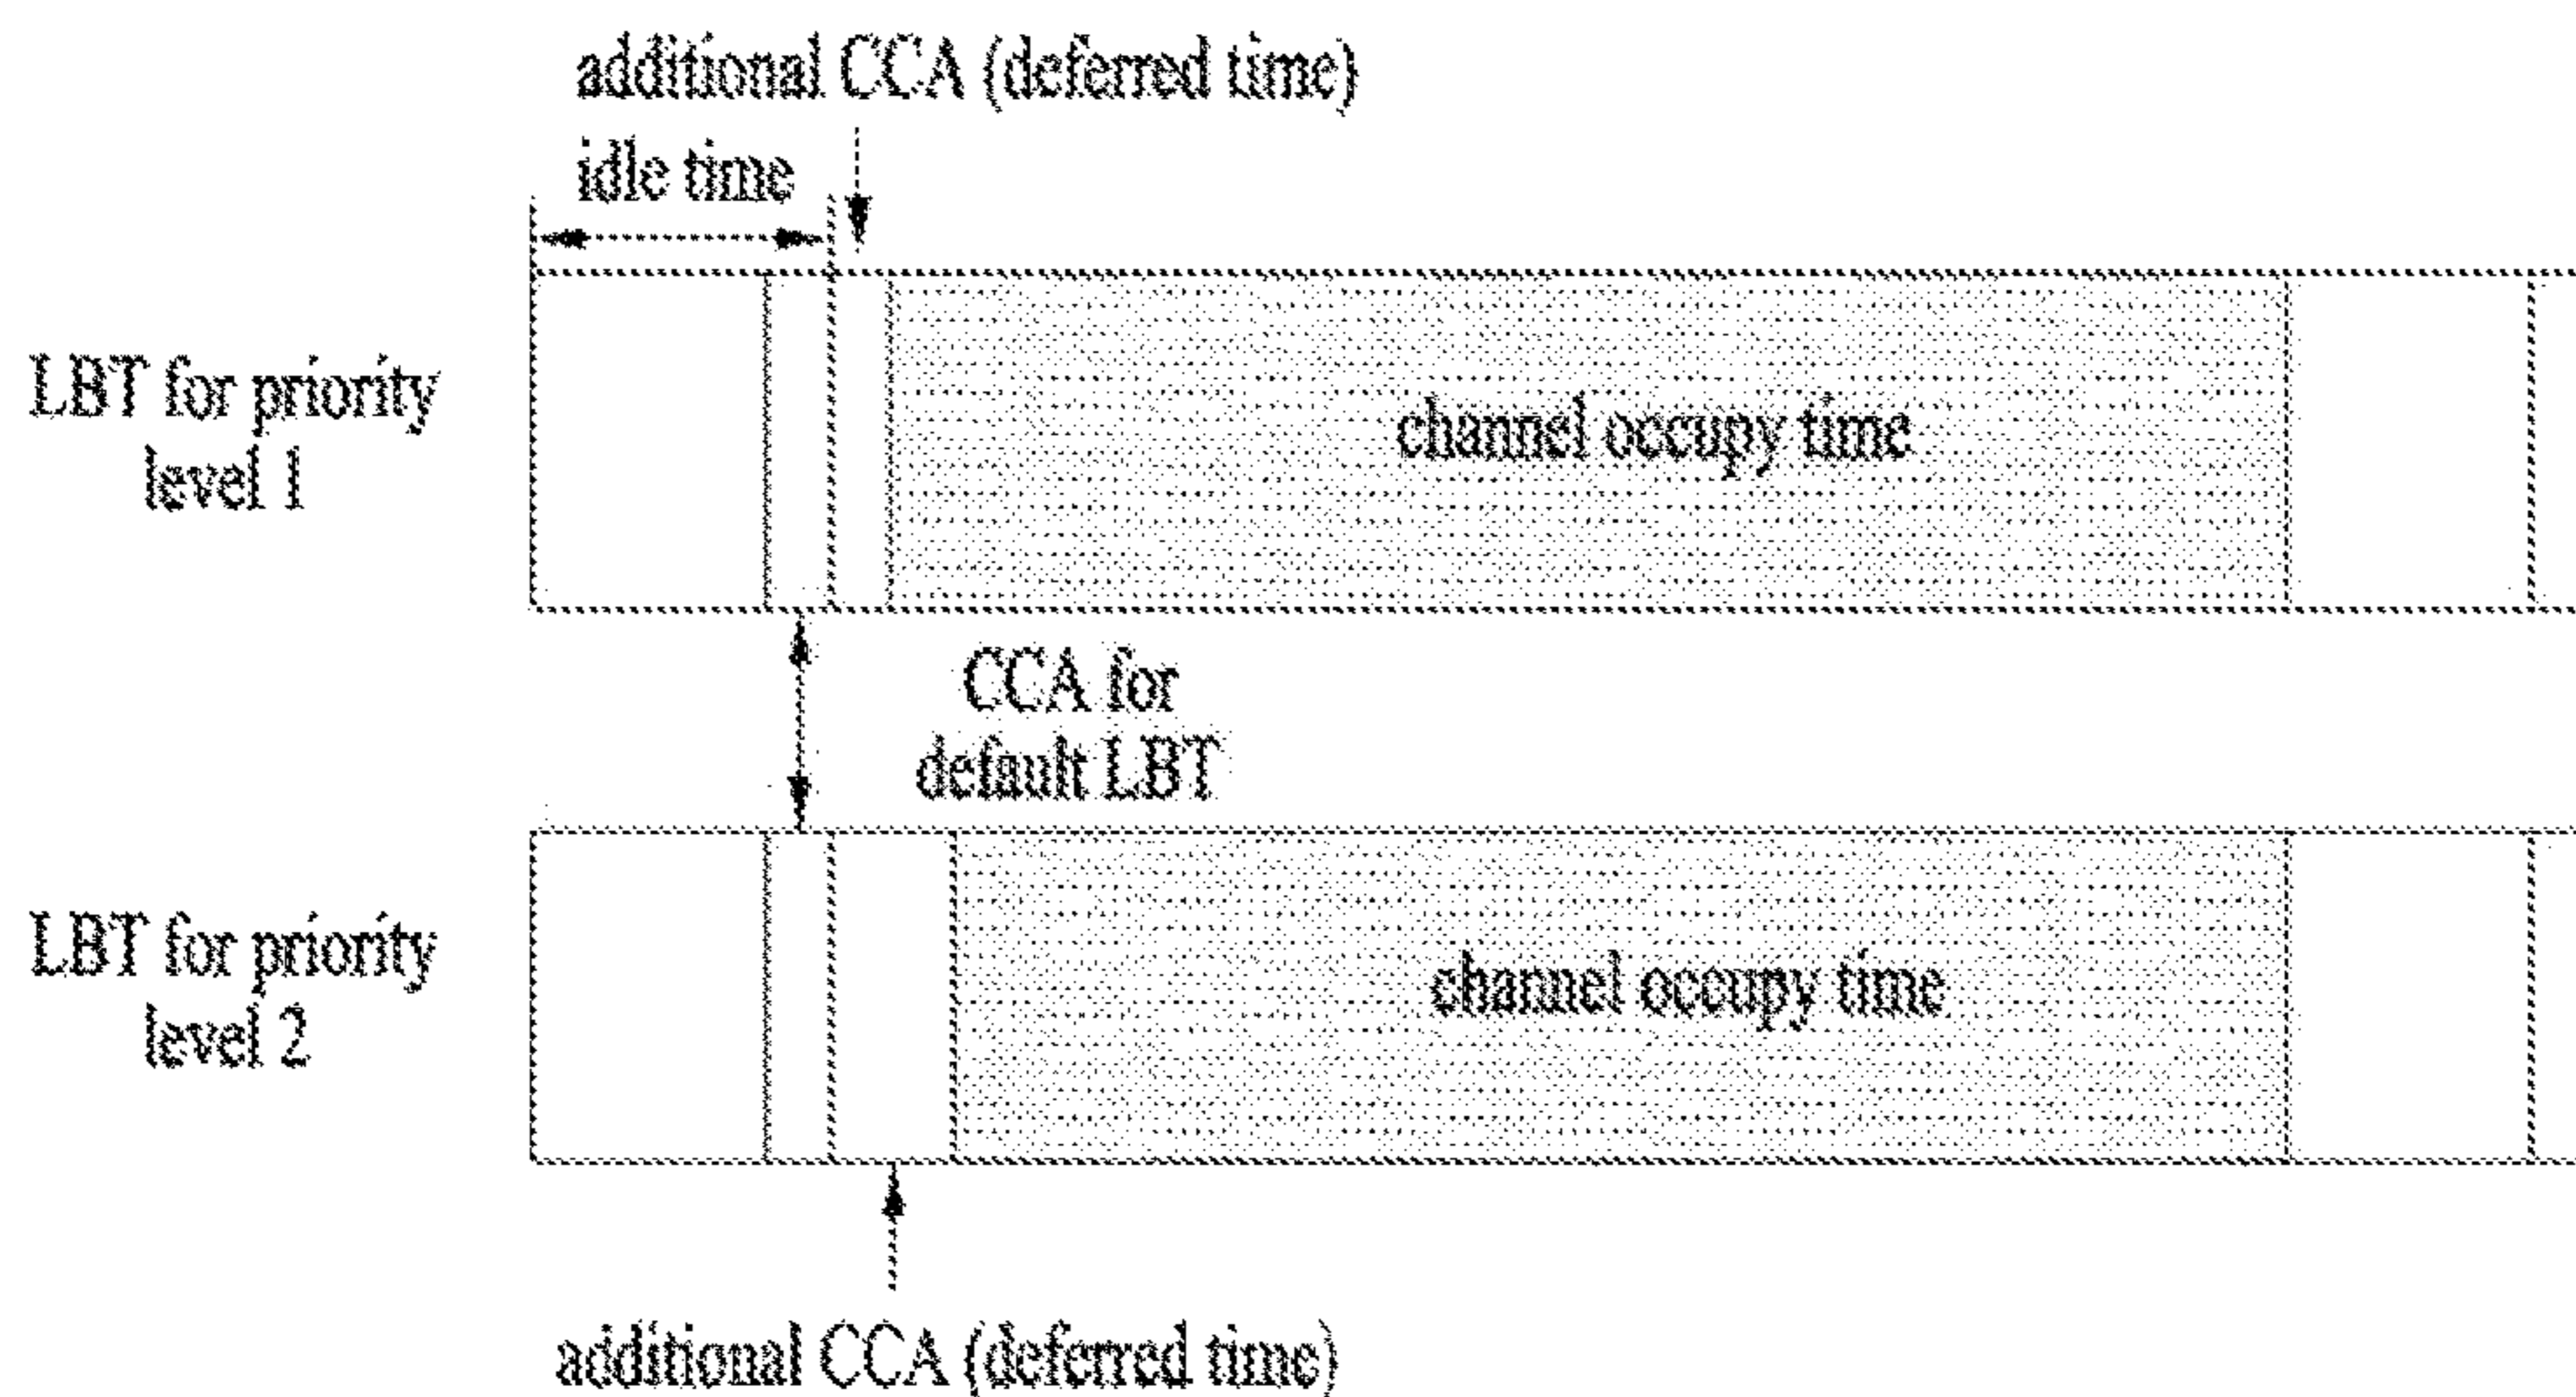 additional CCA (deferred time)
idle time
LBT for priority
level 1
channel occupy time
CCA for
default LBT
LBT for priority
level 2
channel occupy time
additional CCA (deferred time)